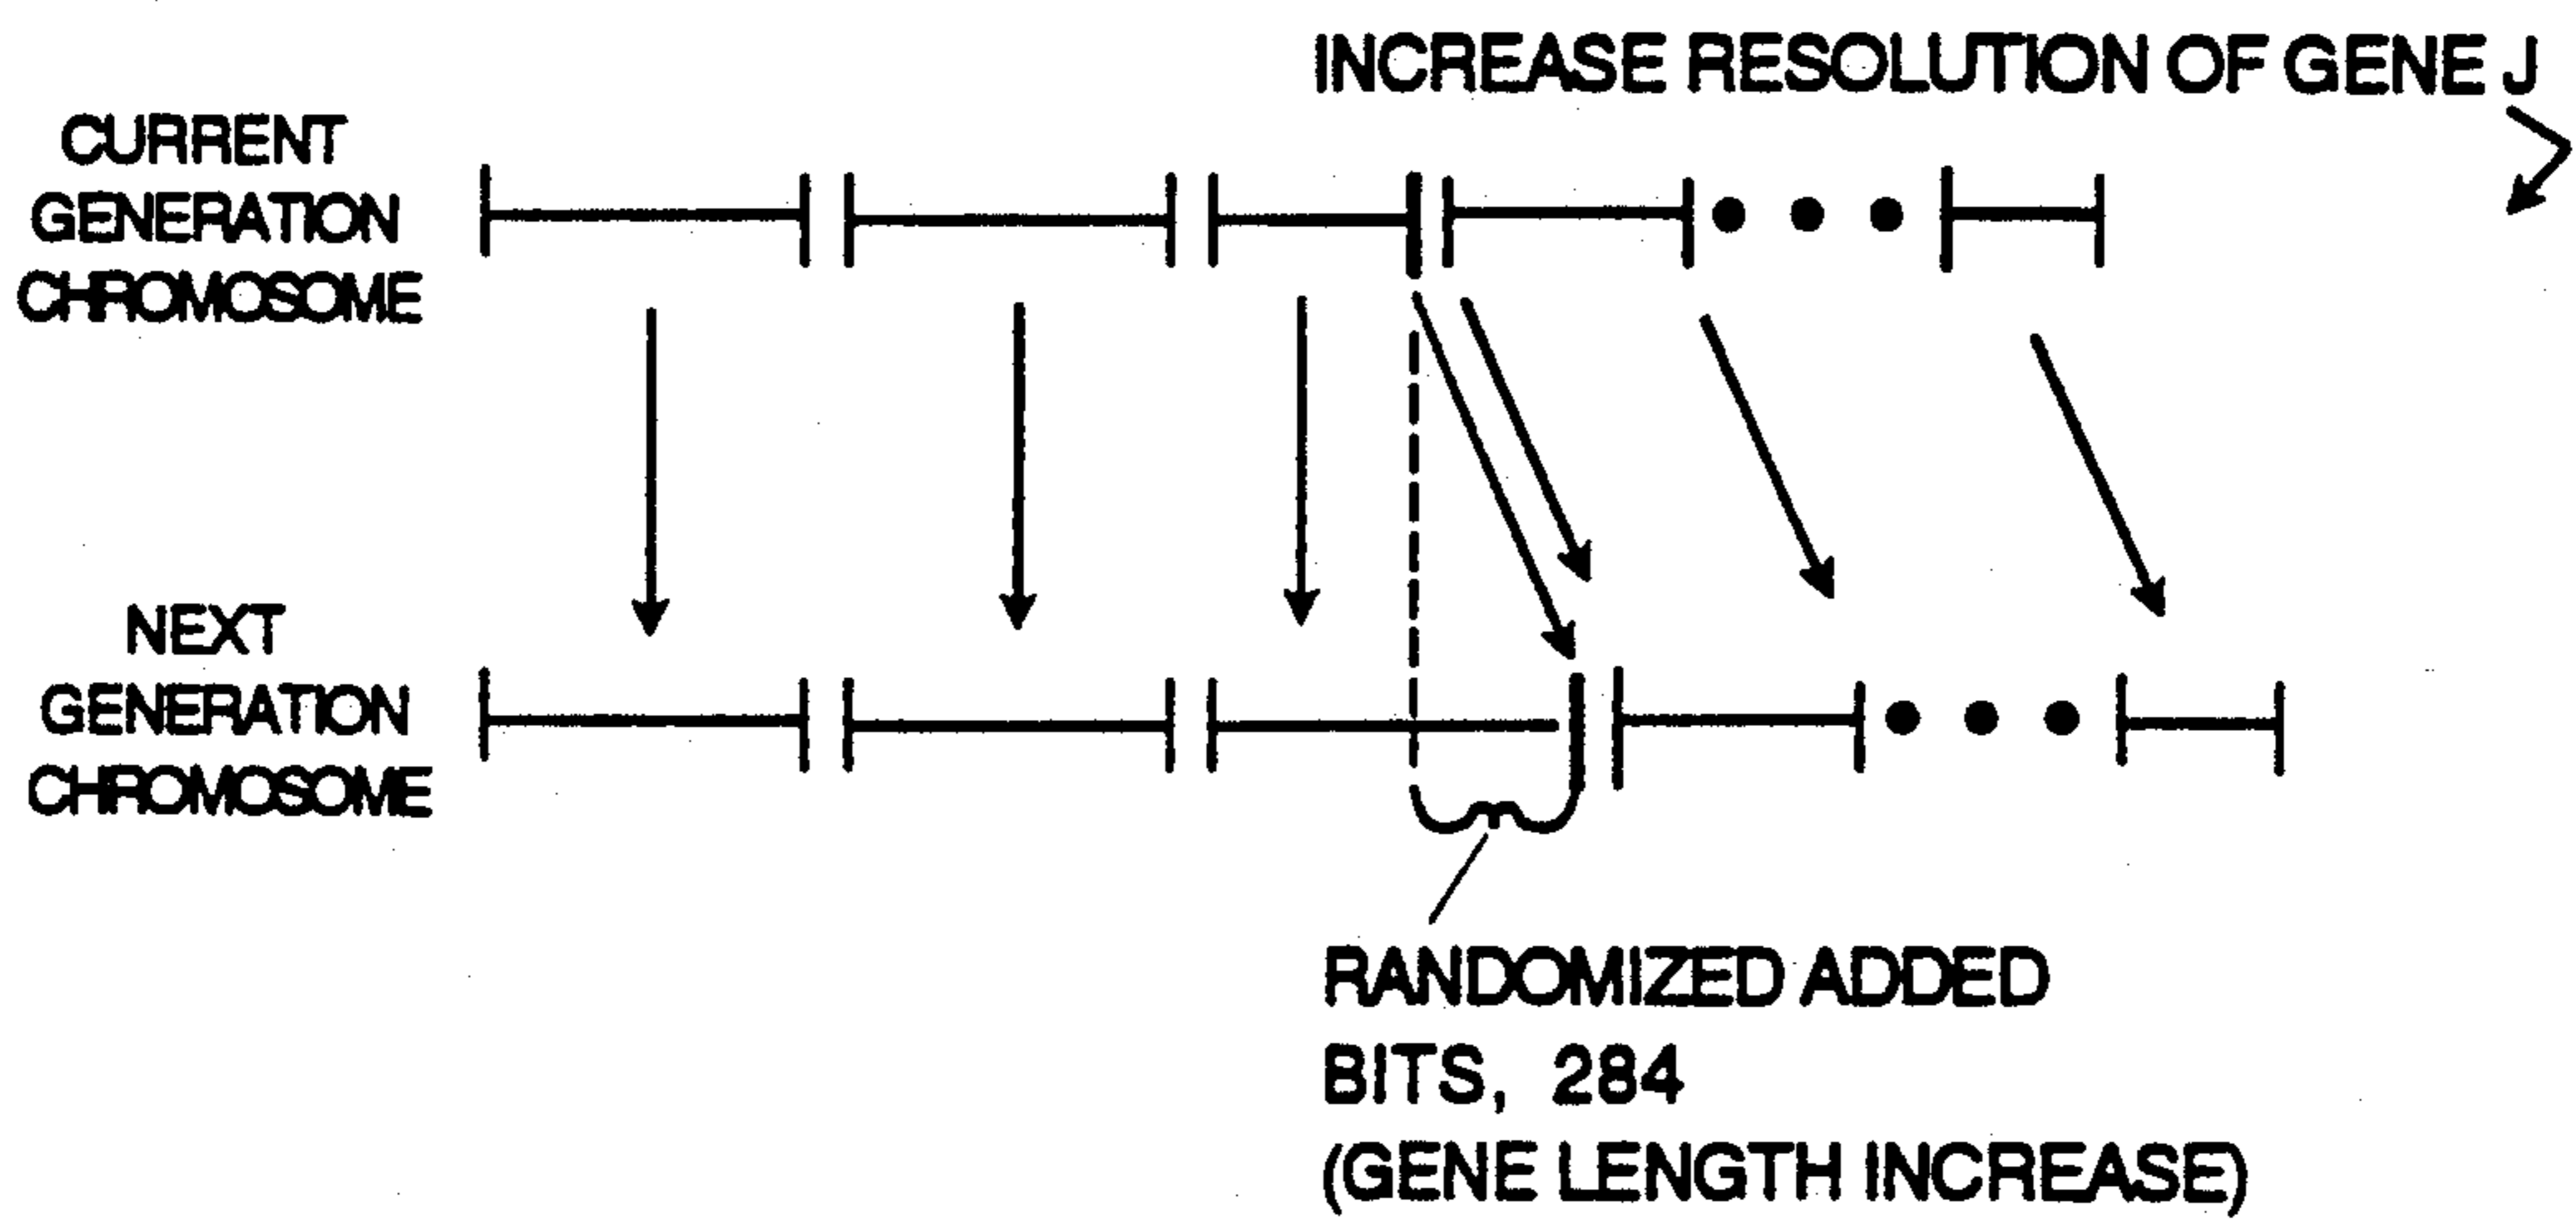 INCREASE RESOLUTION OF GENE J
CURRENT
GENERATION
CHROMOSOME
NEXT
GENERATION
CHROMOSOME
RANDOMIZED ADDED
BITS, 284
(GENE LENGTH INCREASE)